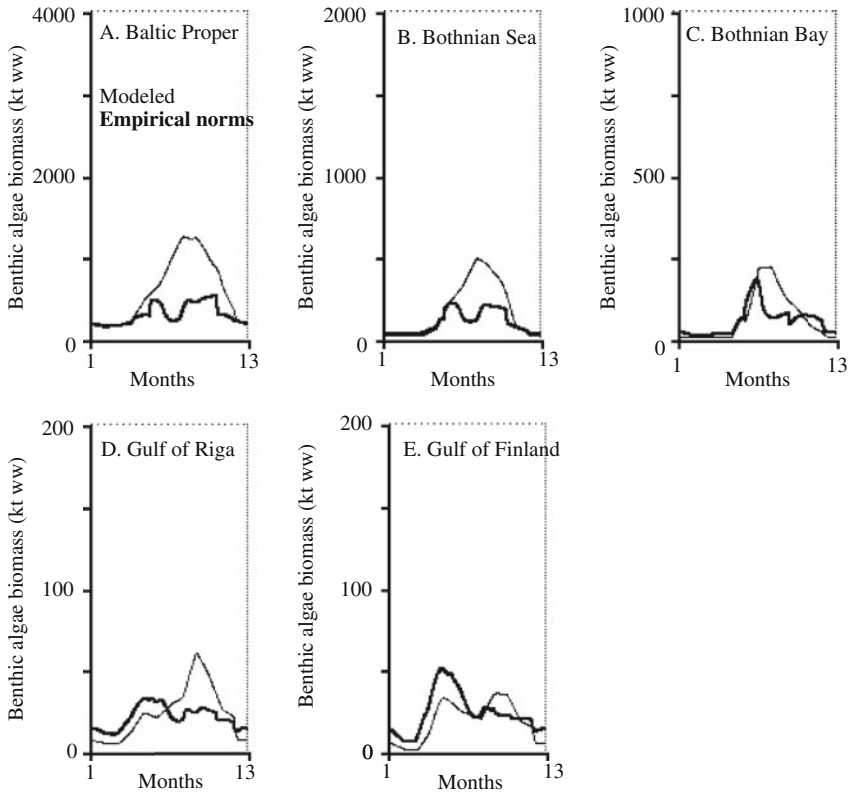 4000
2000
0
Benthic algae biomass (kt ww)
A. Baltic Proper
Modeled
Empirical norms
1
13
Months
2000
1000
0
Benthic algae biomass (kt ww)
B. Bothnian Sea
1
13
Months
1000
500
0
Benthic algae biomass (kt ww)
C. Bothnian Bay
1
13
Months
200
100
0
Benthic algae biomass (kt ww)
D. Gulf of Riga
1
13
Months
200
100
0
Benthic algae biomass (kt ww)
E. Gulf of Finland
1
13
Months